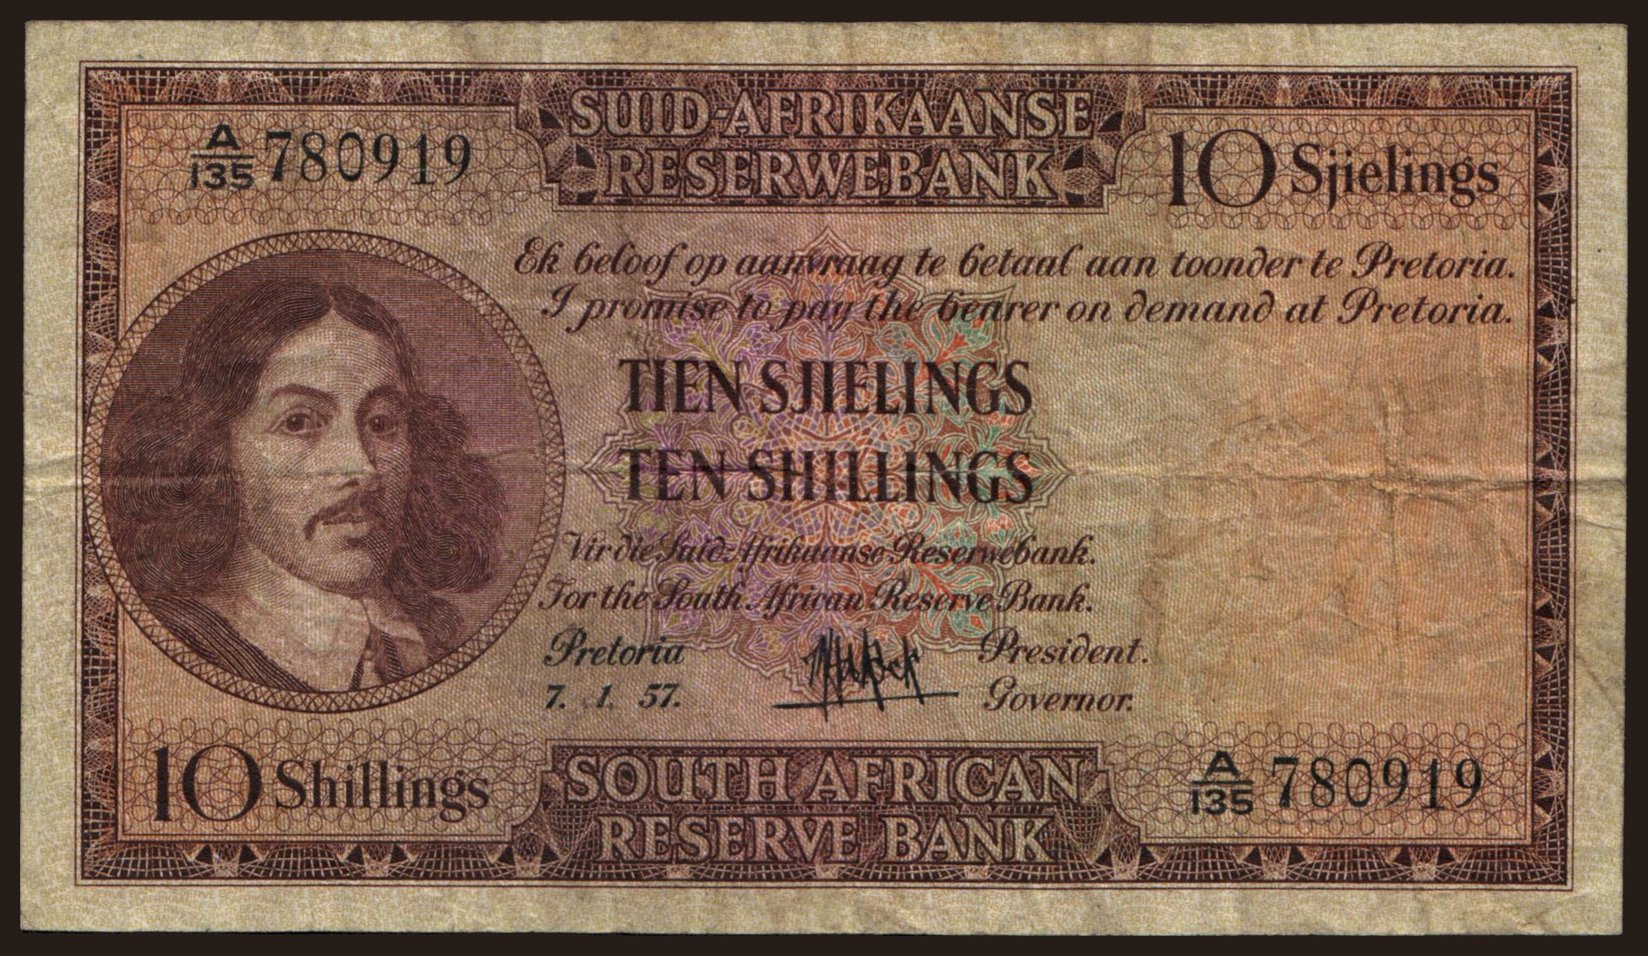 SUID-AFRIKAANSE
RESERWEBANK
A/135 780919
10 Sjielings
Ek beloof op aanvraag te betaal aan toonder te Pretoria.
I promise to pay the bearer on demand at Pretoria.
TIEN SJIELINGS
TEN SHILLINGS
Vir die Suid-Afrikaanse Reserwebank.
For the South African Reserve Bank.
Pretoria
President.
7. 1. 57.
Governor.
10 Shillings
SOUTH AFRICAN
RESERVE BANK
A/135 780919